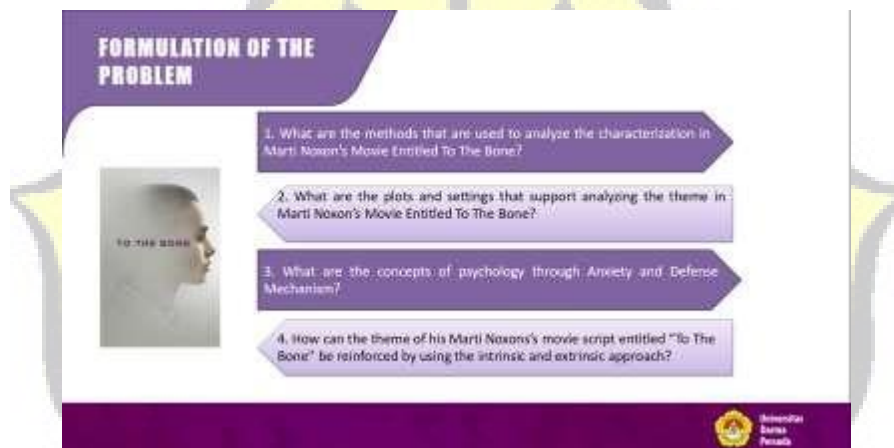 FORMULATION OF THE
PROBLEM
1. What are the methods that are used to analyze the characterization in
Marti Noxon's Movie Entitled To The Bone?
2. What are the plots and settings that support analyzing the theme in
Marti Noxon's Movie Entitled To The Bone?
TO THE BONE
3. What are the concepts of psychology through Anxiety and Defense
Mechanism?
4. How can the theme of his Marti Noxons's movie script entitled "To The
Bone" be reinforced by using the intrinsic and extrinsic approach?
Universitas
Darma
Persada